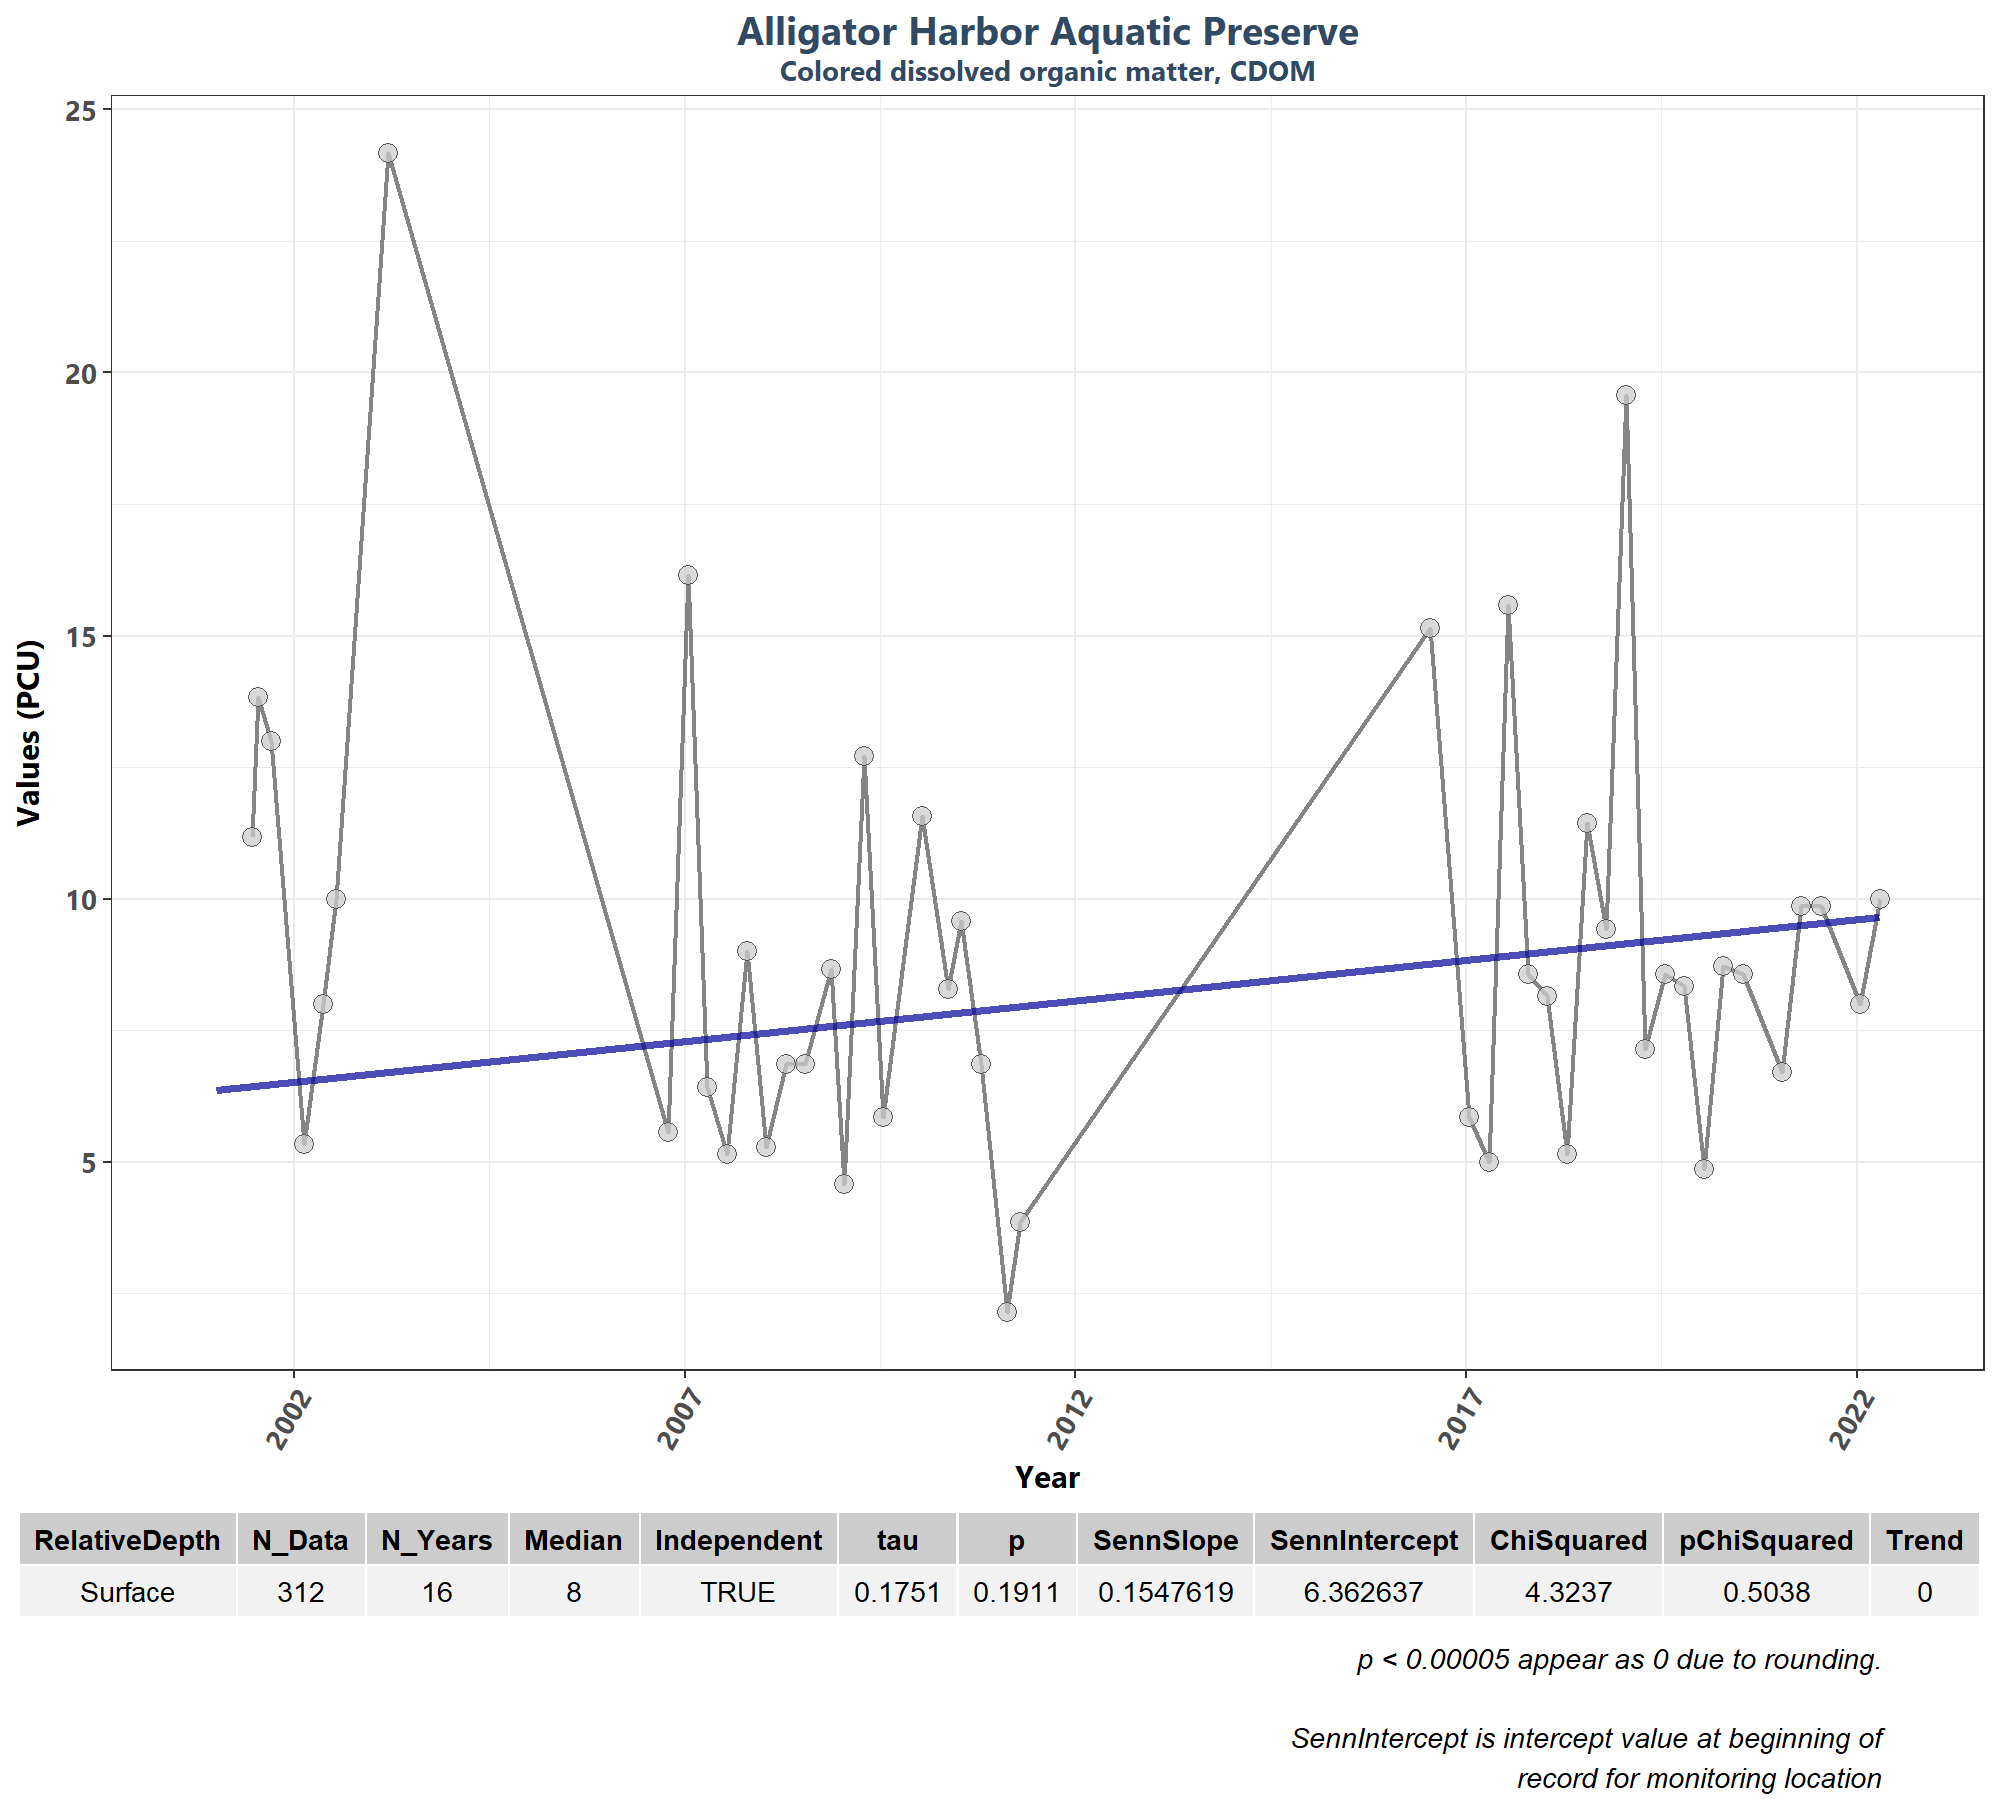 Alligator Harbor Aquatic Preserve
Colored dissolved organic matter, CDOM
25
20
15
10
5
Values (PCU)
2002 2007 2012 2017 2022
Year
RelativeDepth N_Data N_Years Median Independent tau p SennSlope SennIntercept ChiSquared pChiSquared Trend
Surface 312 16 8 TRUE 0.1751 0.1911 0.1547619 6.362637 4.3237 0.5038 0
p < 0.00005 appear as 0 due to rounding.
SennIntercept is intercept value at beginning of
record for monitoring location